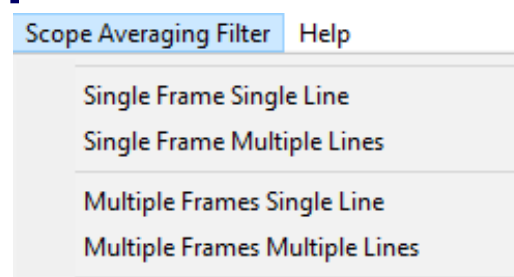 Scope Averaging Filter Help
Single Frame Single Line
Single Frame Multiple Lines
Multiple Frames Single Line
Multiple Frames Multiple Lines